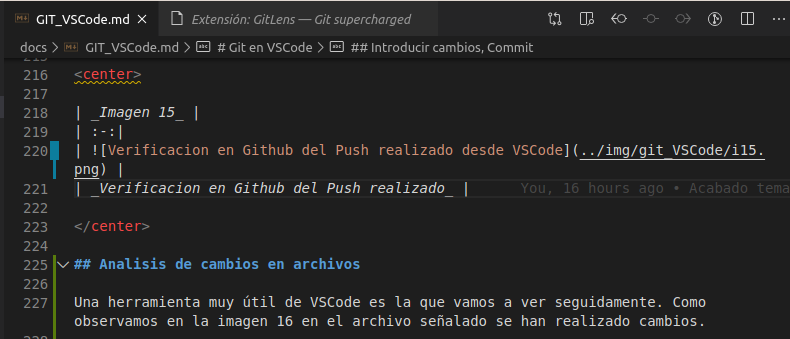 GIT_VSCode.md
Extensión: GitLens — Git supercharged
docs > GIT_VSCode.md > # Git en VSCode > ## Introducir cambios, Commit
216 <center>
217
218 | _Imagen 15_ |
219 | :-:|
220 | ![Verificacion en Github del Push realizado desde VSCode](../img/git_VSCode/i15.
png) |
221 | _Verificacion en Github del Push realizado_ | You, 16 hours ago • Acabado tema
222
223 </center>
224
225 ## Analisis de cambios en archivos
226
227 Una herramienta muy útil de VSCode es la que vamos a ver seguidamente. Como
observamos en la imagen 16 en el archivo señalado se han realizado cambios.